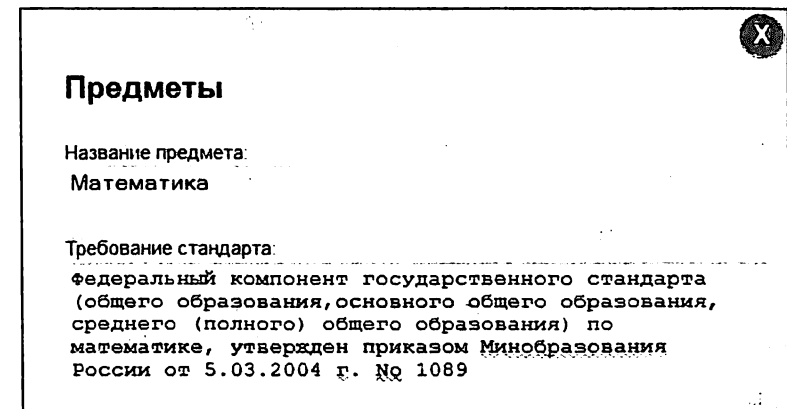 X
Предметы
Название предмета:
Математика
Требование стандарта:
Федеральный компонент государственного стандарта
(общего образования,основного общего образования,
среднего (полного) общего образования) по
математике, утвержден приказом Минобразования
России от 5.03.2004 г. № 1089